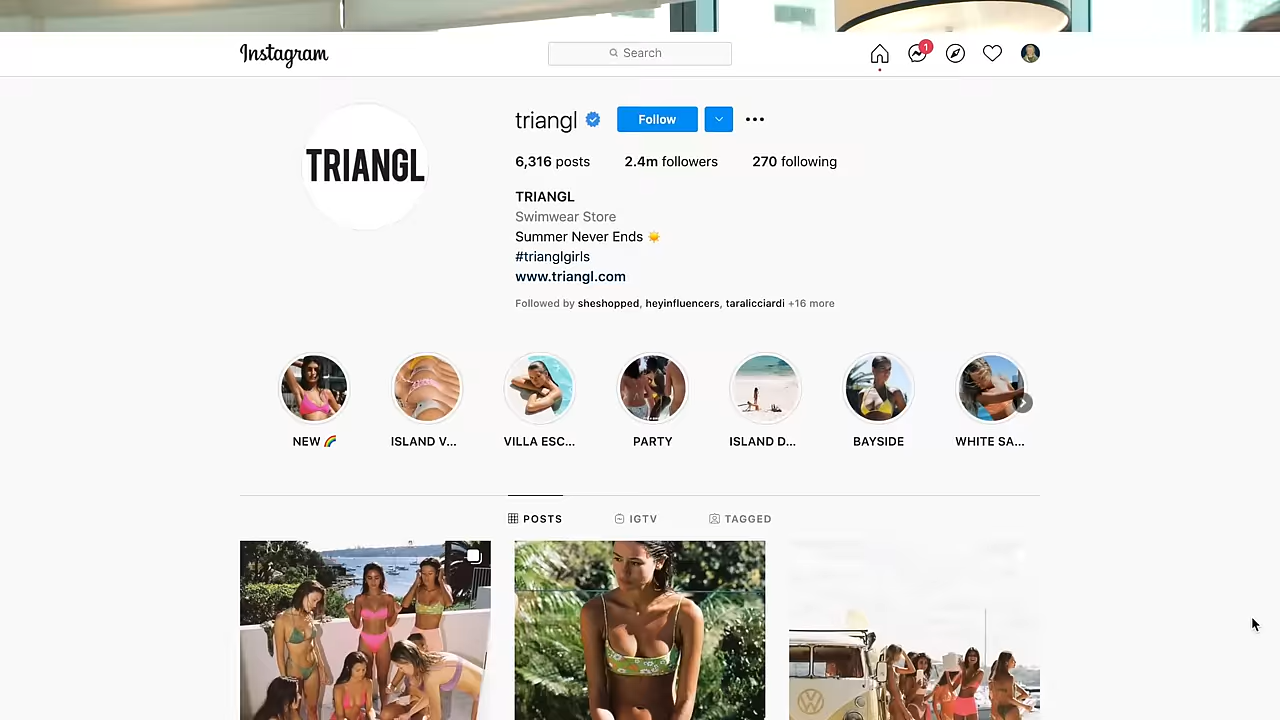 Instagram
Search
1
TRIANGL
triangl
Follow
6,316 posts 2.4m followers 270 following
TRIANGL
Swimwear Store
Summer Never Ends ☀️
#trianglgirls
www.triangl.com
Followed by sheshopped, heyinfluencers, taralicciardi +16 more
NEW 🌈 ISLAND V... VILLA ESC... PARTY ISLAND D... BAYSIDE WHITE SA...
POSTS IGTV TAGGED